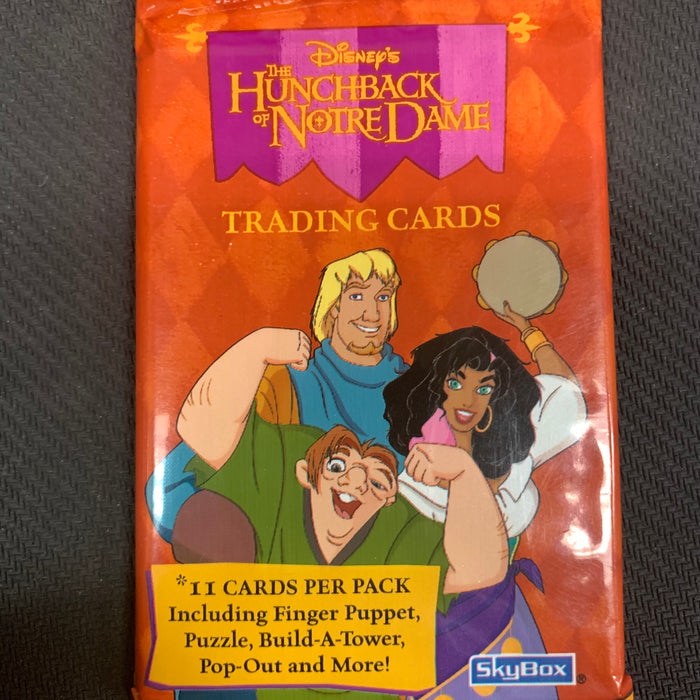 Disney's
THE
HUNCHBACK
OF NOTRE DAME
TRADING CARDS
*11 CARDS PER PACK
Including Finger Puppet,
Puzzle, Build-A-Tower,
Pop-Out and More!
SkyBox®